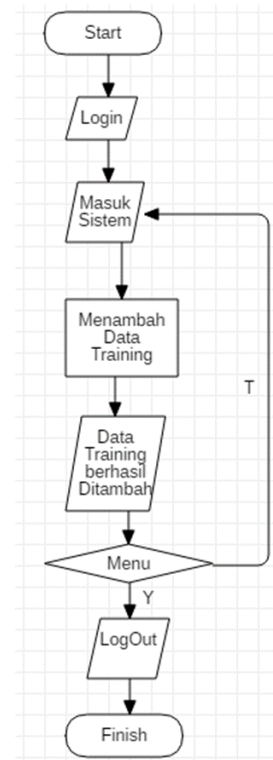 Start
Login
Masuk
Sistem
Menambah
Data
Training
T
Data
Training
berhasil
Ditambah
Menu
Y
LogOut
Finish